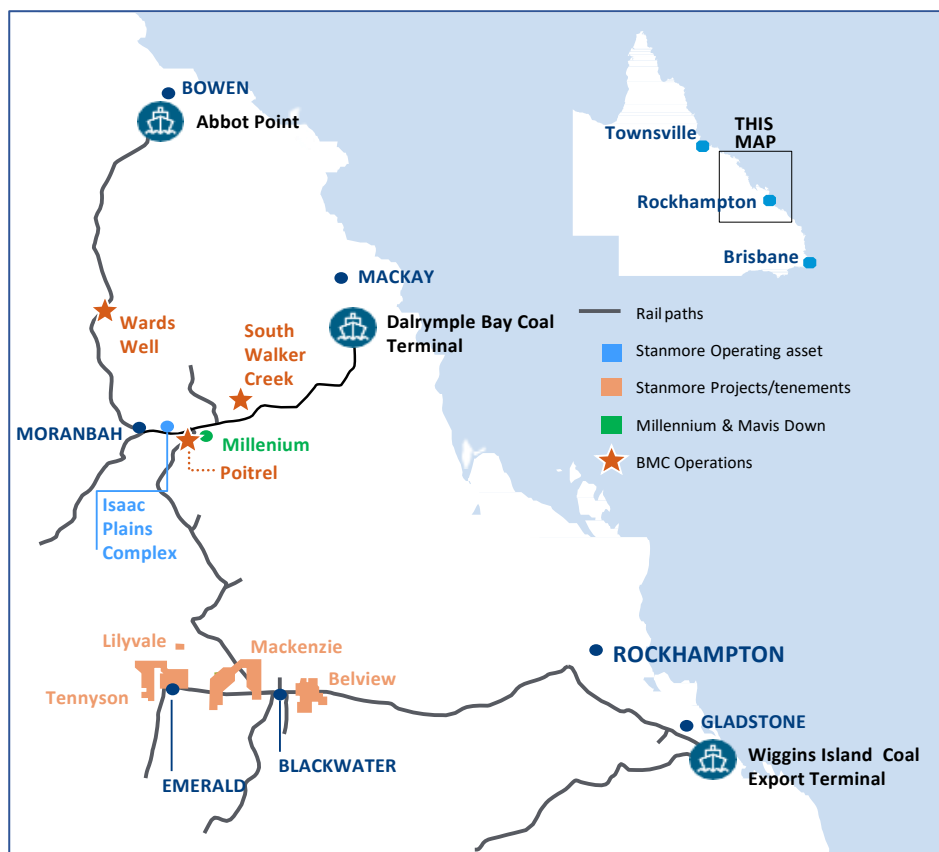 BOWEN
Abbot Point
Townsville
THIS
MAP
Rockhampton
Brisbane
MACKAY
Dalrymple Bay Coal
Terminal
Wards
Well
South
Walker
Creek
Rail paths
Stanmore Operating asset
Stanmore Projects/tenements
Millennium & Mavis Down
BMC Operations
MORANBAH
Millenium
Poitrel
Isaac
Plains
Complex
Lilyvale
Mackenzie
Tennyson
Belview
ROCKHAMPTON
GLADSTONE
EMERALD
BLACKWATER
Wiggins Island Coal
Export Terminal